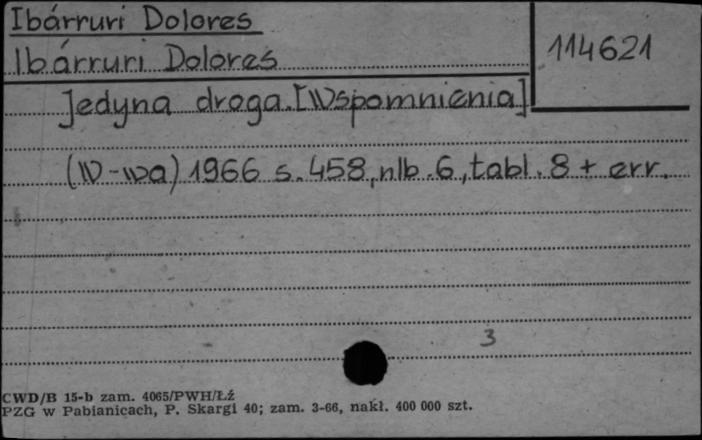 Ibárruri Dolores
Ibárruri Dolores
114621
Jedyna droga. [Wspomnienia]
(W-wa) 1966 s. 458, nlb. 6, tabl. 8 + err.
3
CWD/B 15-b zam. 4065/PWH/Łź
PZG w Pabianicach, P. Skargi 40; zam. 3-66, nakł. 400 000 szt.